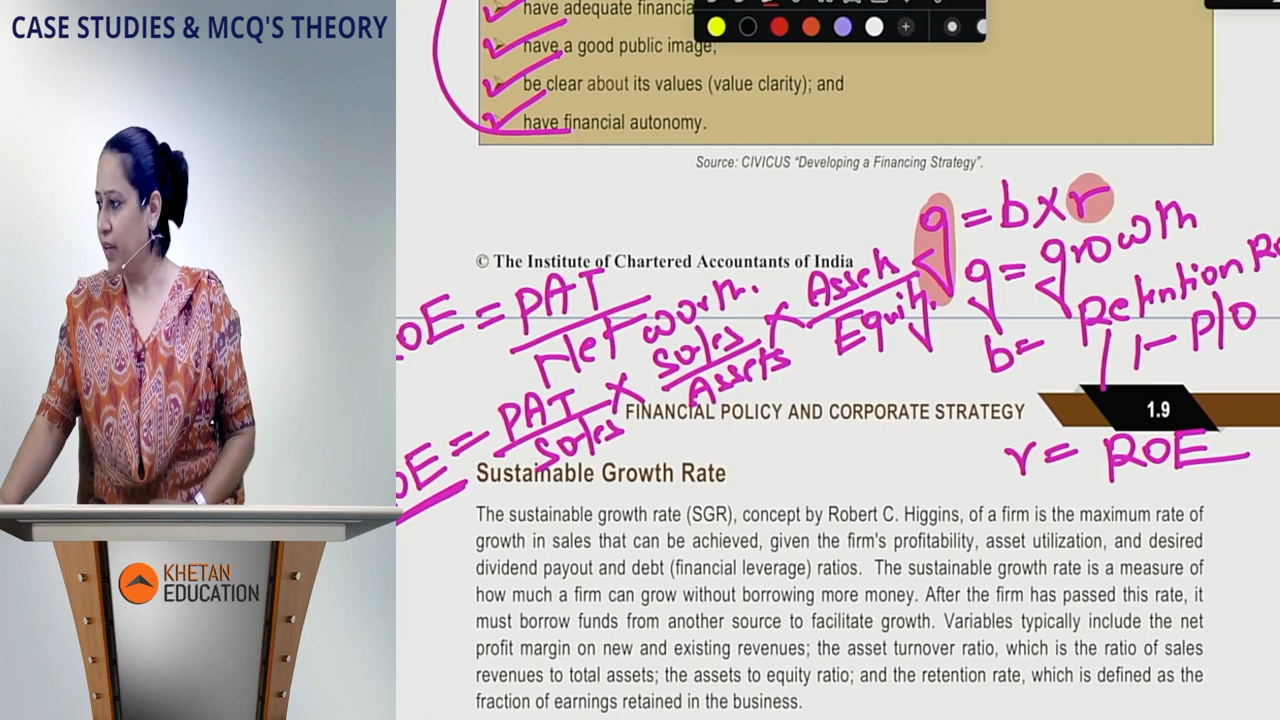 CASE STUDIES & MCQ'S THEORY
have adequate financia
have a good public image;
be clear about its values (value clarity); and
have financial autonomy.
Source: CIVICUS “Developing a Financing Strategy”.
g = b x r
© The Institute of Chartered Accountants of India
g = growth
b = Retention Ra
1 - P/O
OE = PAT / Net worth.
OE = PAT / Sales x Sales / Assets x Assets / Equity.
FINANCIAL POLICY AND CORPORATE STRATEGY
1.9
r = ROE
Sustainable Growth Rate
The sustainable growth rate (SGR), concept by Robert C. Higgins, of a firm is the maximum rate of
growth in sales that can be achieved, given the firm's profitability, asset utilization, and desired
dividend payout and debt (financial leverage) ratios. The sustainable growth rate is a measure of
how much a firm can grow without borrowing more money. After the firm has passed this rate, it
must borrow funds from another source to facilitate growth. Variables typically include the net
profit margin on new and existing revenues; the asset turnover ratio, which is the ratio of sales
revenues to total assets; the assets to equity ratio; and the retention rate, which is defined as the
fraction of earnings retained in the business.
KHETAN
EDUCATION